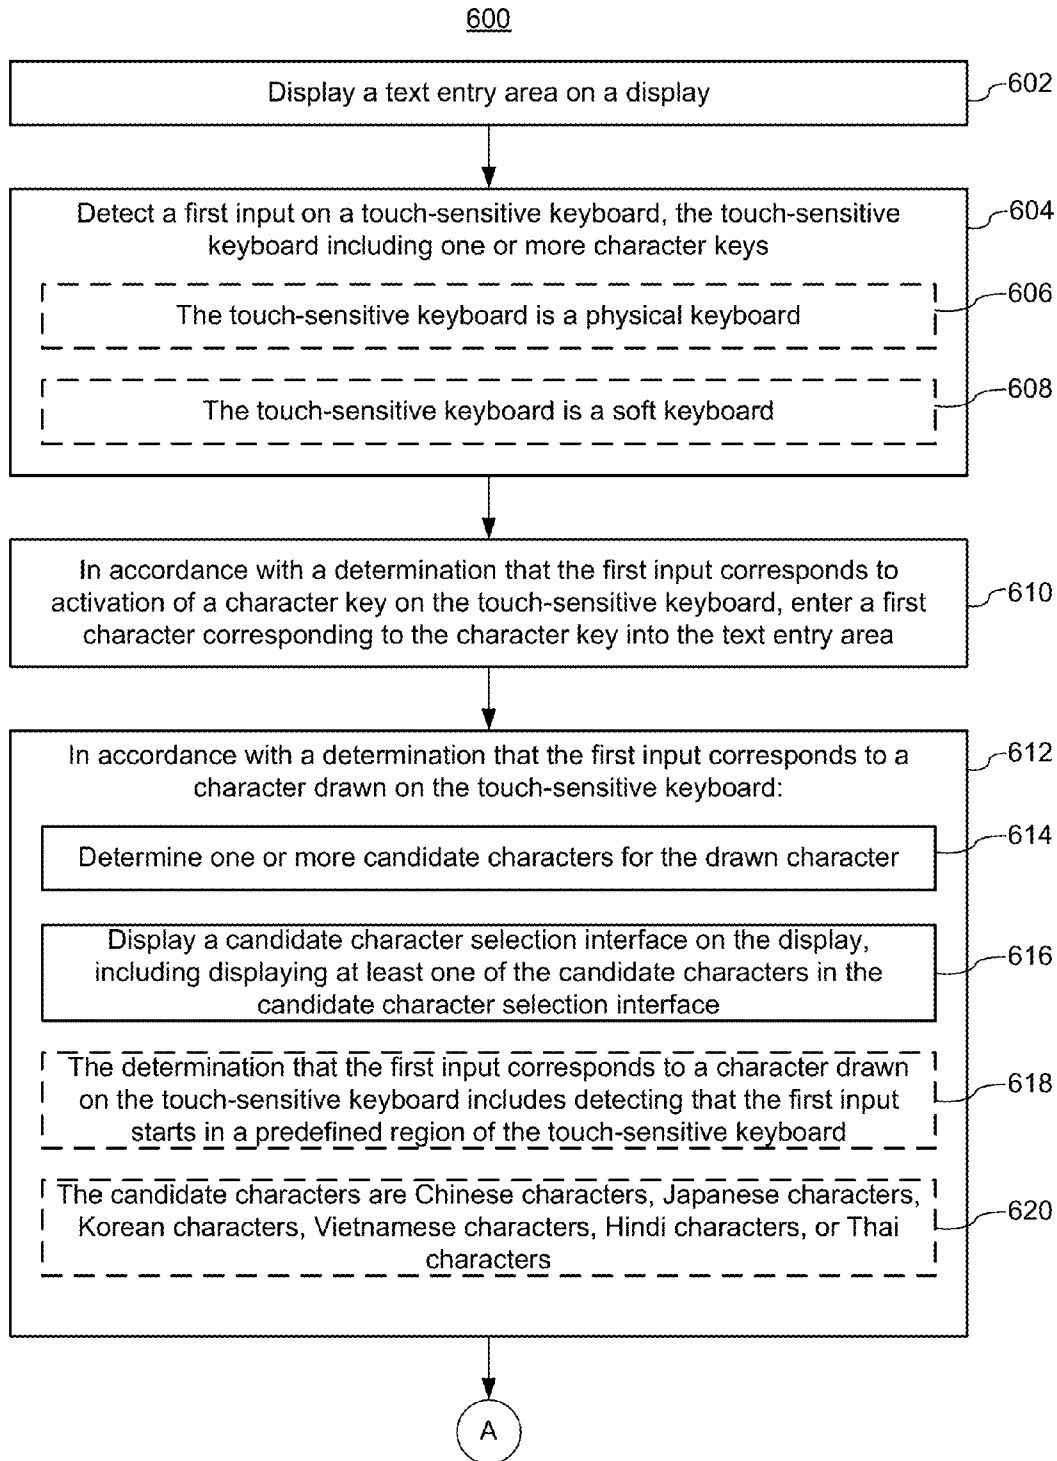 600
Display a text entry area on a display
602
Detect a first input on a touch-sensitive keyboard, the touch-sensitive
keyboard including one or more character keys
604
The touch-sensitive keyboard is a physical keyboard
606
The touch-sensitive keyboard is a soft keyboard
608
In accordance with a determination that the first input corresponds to
activation of a character key on the touch-sensitive keyboard, enter a first
character corresponding to the character key into the text entry area
610
In accordance with a determination that the first input corresponds to a
character drawn on the touch-sensitive keyboard:
612
Determine one or more candidate characters for the drawn character
614
Display a candidate character selection interface on the display,
including displaying at least one of the candidate characters in the
candidate character selection interface
616
The determination that the first input corresponds to a character drawn
on the touch-sensitive keyboard includes detecting that the first input
starts in a predefined region of the touch-sensitive keyboard
618
The candidate characters are Chinese characters, Japanese characters,
Korean characters, Vietnamese characters, Hindi characters, or Thai
characters
620
A